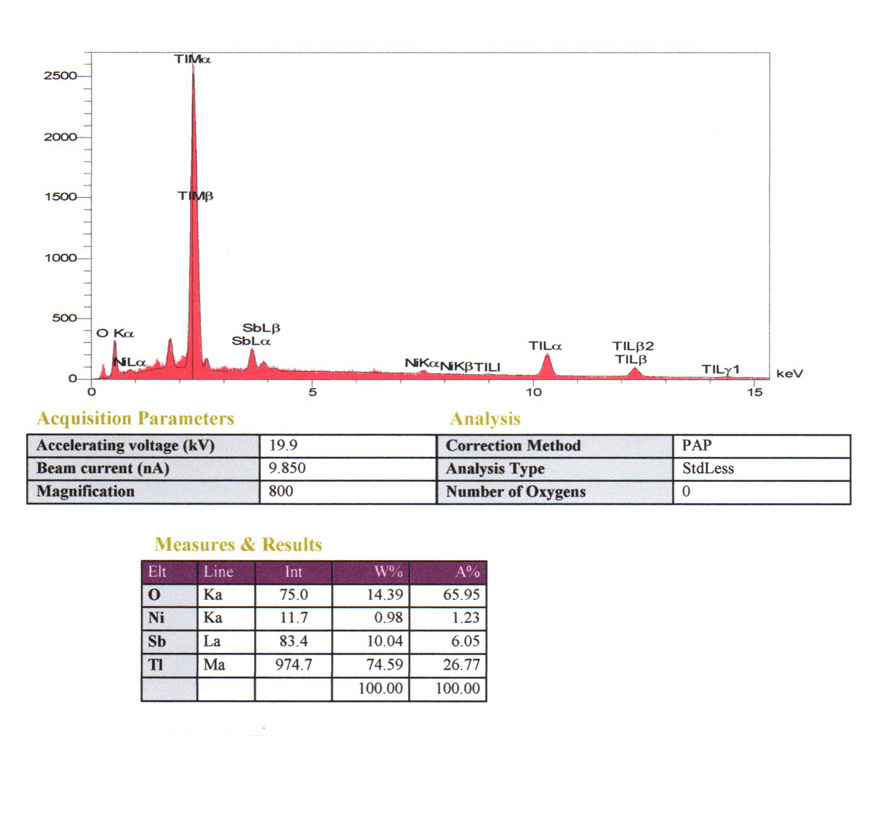 TlMα
2500
2000
1500
TlMβ
1000
500
O Kα
SbLβ
SbLα
NiLα
NiKα NiKβ TlLl
TlLα
TlLβ2
TlLβ
TlLγ1
keV
0
0 5 10 15
Acquisition Parameters Analysis
Accelerating voltage (kV) 19.9 Correction Method PAP
Beam current (nA) 9.850 Analysis Type StdLess
Magnification 800 Number of Oxygens 0
Measures & Results
Elt Line Int W% A%
O Ka 75.0 14.39 65.95
Ni Ka 11.7 0.98 1.23
Sb La 83.4 10.04 6.05
Tl Ma 974.7 74.59 26.77
100.00 100.00